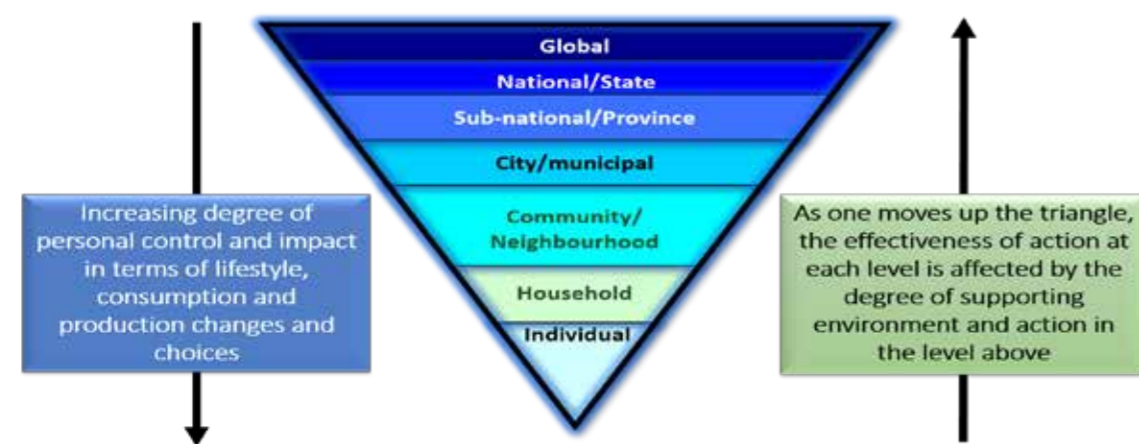 Global
National/State
Sub-national/Province
City/municipal
Community/
Neighbourhood
Household
Individual
Increasing degree of
personal control and impact
in terms of lifestyle,
consumption and
production changes and
choices
As one moves up the triangle,
the effectiveness of action at
each level is affected by the
degree of supporting
environment and action in
the level above